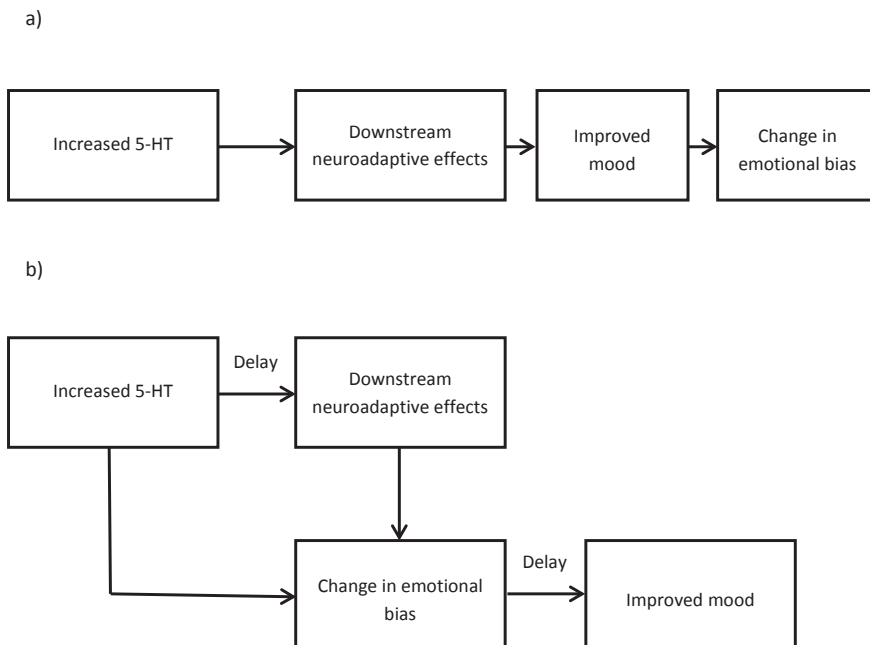 a)
Increased 5-HT
Downstream
neuroadaptive effects
Improved
mood
Change in
emotional bias
b)
Increased 5-HT
Delay
Downstream
neuroadaptive effects
Change in emotional
bias
Delay
Improved mood